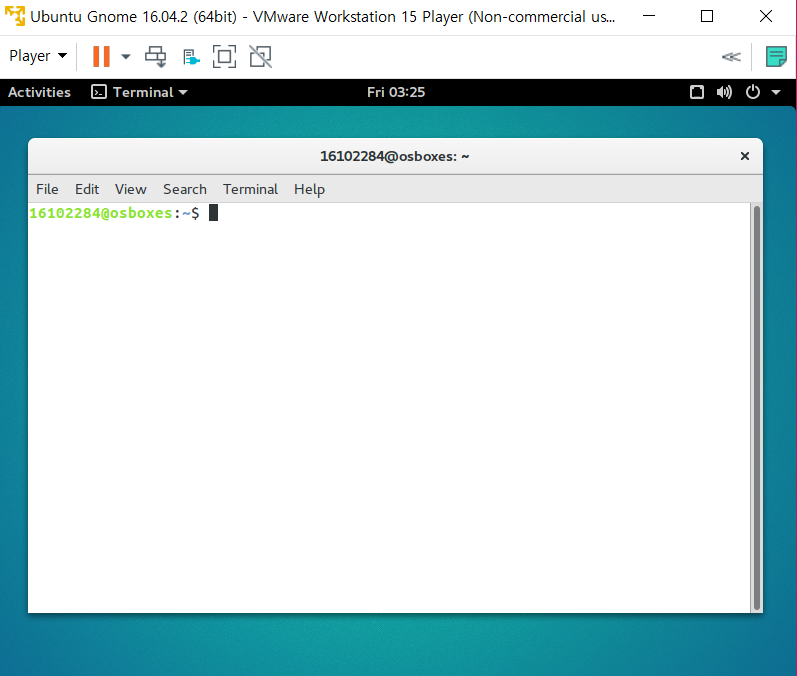 Ubuntu Gnome 16.04.2 (64bit) - VMware Workstation 15 Player (Non-commercial us...
Player
Activities Terminal Fri 03:25
16102284@osboxes: ~
File Edit View Search Terminal Help
16102284@osboxes:~$